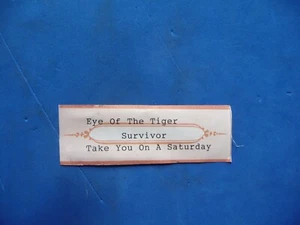 Eye Of The Tiger
Survivor
Take You On A Saturday